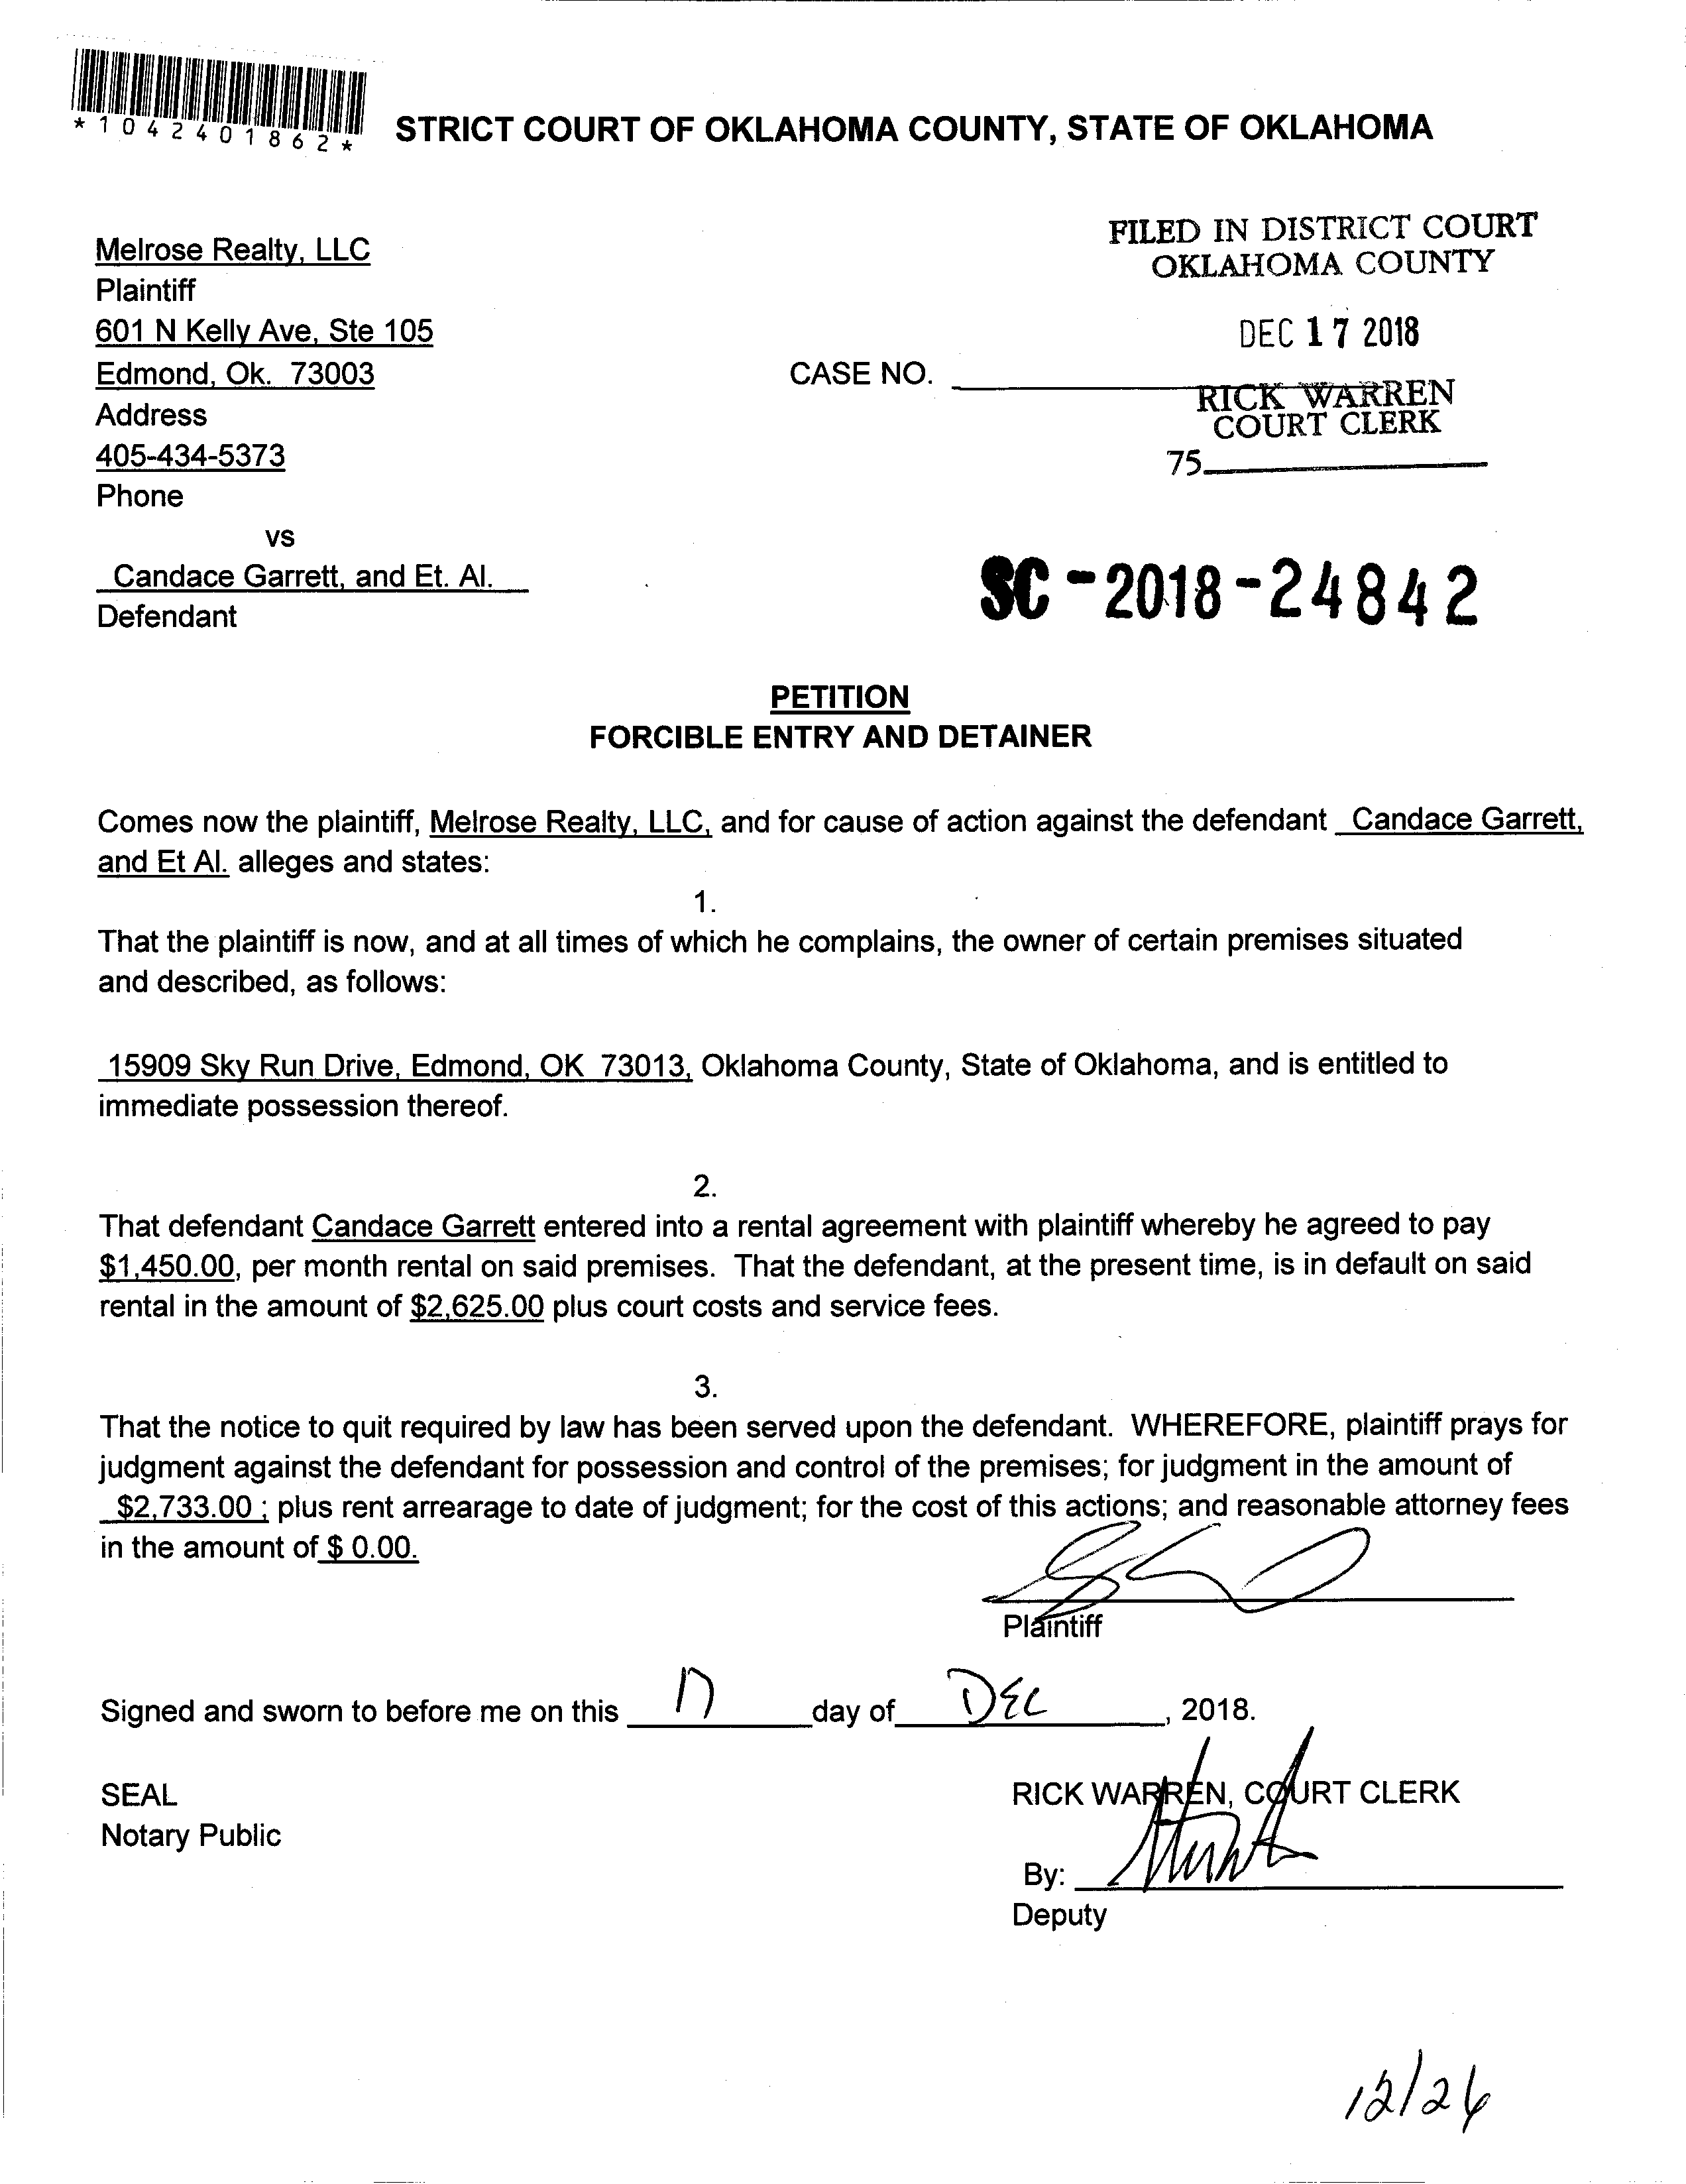 *1042401862*
STRICT COURT OF OKLAHOMA COUNTY, STATE OF OKLAHOMA
FILED IN DISTRICT COURT
OKLAHOMA COUNTY
DEC 17 2018
RICK WARREN
COURT CLERK
75
Melrose Realty, LLC
Plaintiff
601 N Kelly Ave, Ste 105
Edmond, Ok. 73003
CASE NO.
Address
405-434-5373
Phone
vs
Candace Garrett, and Et. Al.
Defendant
SC-2018-24842
PETITION
FORCIBLE ENTRY AND DETAINER
Comes now the plaintiff, Melrose Realty, LLC, and for cause of action against the defendant Candace Garrett,
and Et Al. alleges and states:
1.
That the plaintiff is now, and at all times of which he complains, the owner of certain premises situated
and described, as follows:
15909 Sky Run Drive, Edmond, OK 73013, Oklahoma County, State of Oklahoma, and is entitled to
immediate possession thereof.
2.
That defendant Candace Garrett entered into a rental agreement with plaintiff whereby he agreed to pay
$1,450.00, per month rental on said premises. That the defendant, at the present time, is in default on said
rental in the amount of $2,625.00 plus court costs and service fees.
3.
That the notice to quit required by law has been served upon the defendant. WHEREFORE, plaintiff prays for
judgment against the defendant for possession and control of the premises; for judgment in the amount of
$2,733.00 ; plus rent arrearage to date of judgment; for the cost of this actions; and reasonable attorney fees
in the amount of $ 0.00.
Plaintiff
Signed and sworn to before me on this 17 day of DEC, 2018.
SEAL
Notary Public
RICK WARREN, COURT CLERK
By:
Deputy
12/26